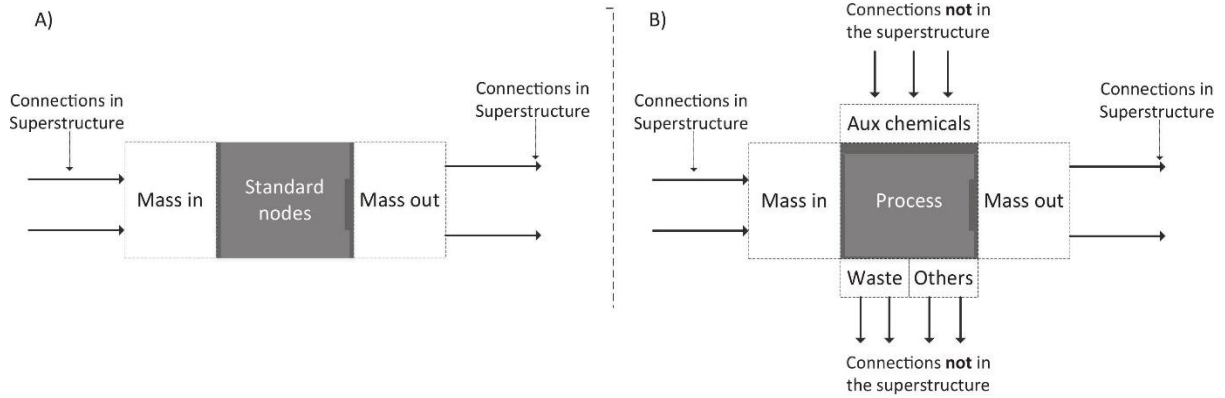 A)
Connections in
Superstructure
Mass in
Standard
nodes
Mass out
Connections in
Superstructure
B)
Connections not in
the superstructure
Connections in
Superstructure
Aux chemicals
Mass in
Process
Mass out
Connections in
Superstructure
Waste
Others
Connections not in
the superstructure